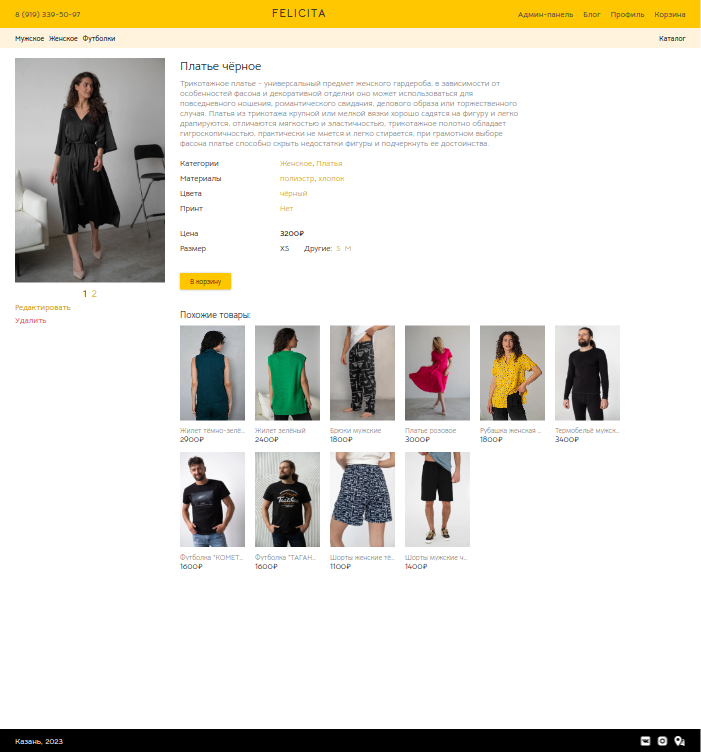 8 (919) 339-50-97
FELICITA
Админ-панель Блог Профиль Корзина
Мужское Женское Футболки
Каталог
Платье чёрное
Трикотажное платье - универсальный предмет женского гардероба, в зависимости от
особенностей фасона и декоративной отделки оно может использоваться для
повседневного ношения, романтического свидания, делового образа или торжественного
случая. Платья из трикотажа крупной или мелкой вязки хорошо садятся на фигуру и легко
драпируются, отличаются мягкостью и эластичностью, трикотажное полотно обладает
гигроскопичностью, практически не мнется и легко стирается, при грамотном выборе
фасона платье способно скрыть недостатки фигуры и подчеркнуть ее достоинства.
Категории Женское, Платья
Материалы полиэстр, хлопок
Цвета чёрный
Принт Нет
Цена 3200₽
Размер XS Другие: S M
В корзину
1 2
Редактировать
Удалить
Похожие товары:
Жилет тёмно-зелё...
2900₽
Жилет зелёный
2400₽
Брюки мужские
1800₽
Платье розовое
3000₽
Рубашка женская ...
1800₽
Термобельё мужск...
3400₽
Футболка "КОМЕТ...
1600₽
Футболка "ТАГАН...
1600₽
Шорты женские тё...
1100₽
Шорты мужские ч...
1400₽
Казань, 2023